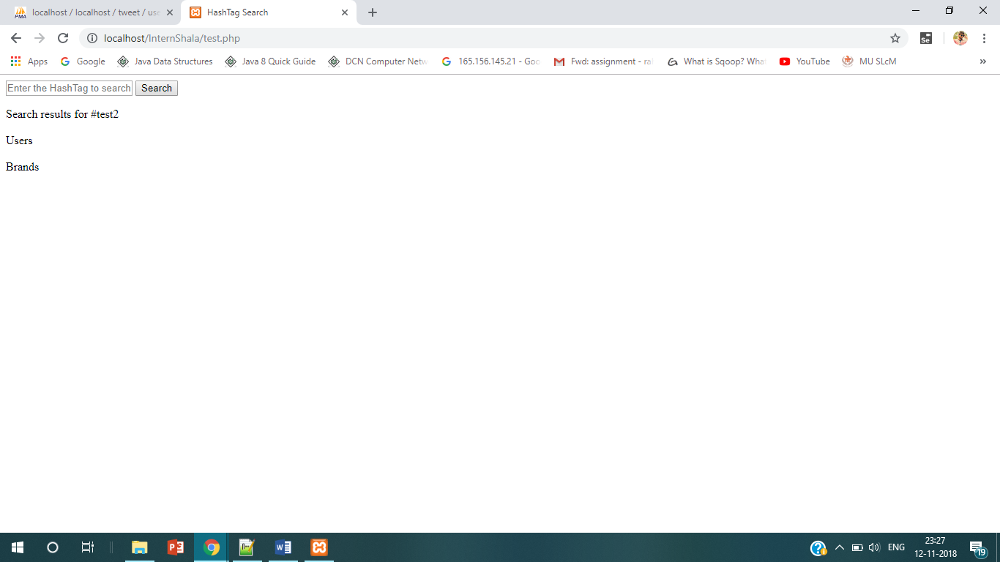 PMA localhost / localhost / tweet / use
HashTag Search
localhost/InternShala/test.php
Se
Apps Google Java Data Structures Java 8 Quick Guide DCN Computer Netw 165.156.145.21 - Goo Fwd: assignment - ra What is Sqoop? Wha YouTube MU SLcM »
Enter the HashTag to search Search
Search results for #test2
Users
Brands
ENG
23:27
12-11-2018
19